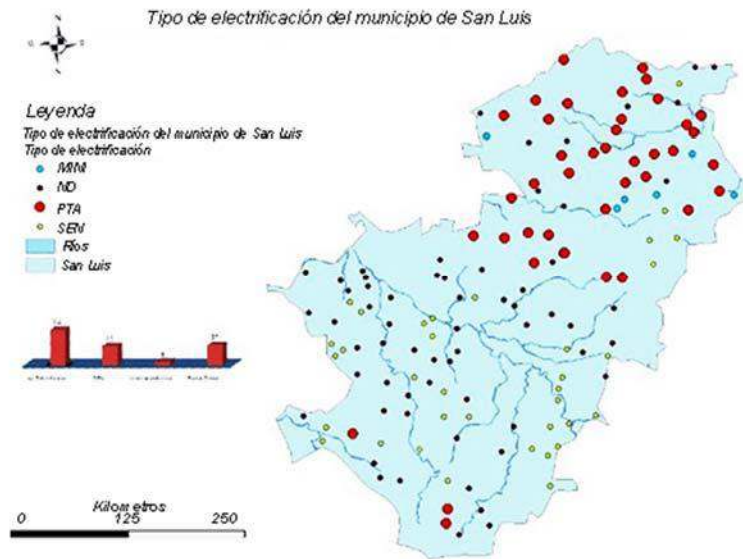 Tipo de electrificación del municipio de San Luis
N
E
S
Leyenda
Tipo de electrificación del municipio de San Luis
Tipo de electrificación
MINI
NO
PTA
SEN
Ríos
San Luis
Kilometros
0 125 250